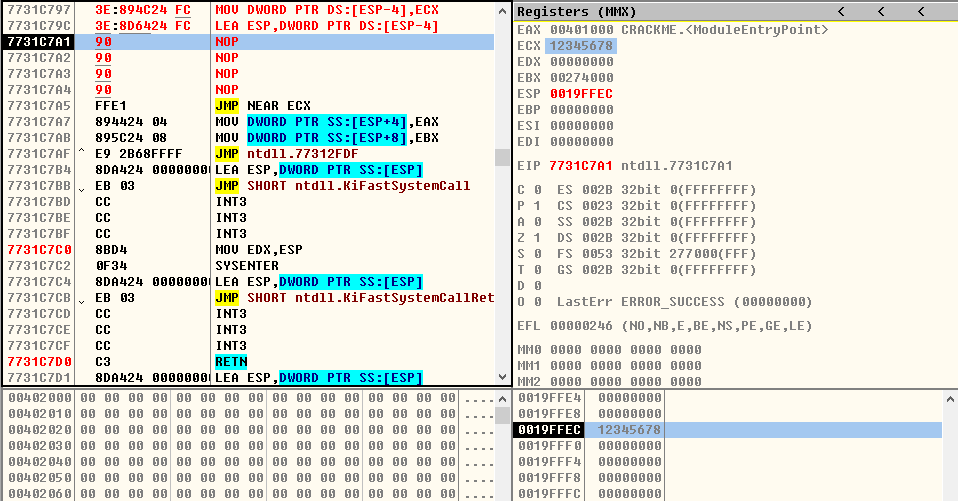 7731C797 3E:894C24 FC MOV DWORD PTR DS:[ESP-4],ECX
7731C79C 3E:8D6424 FC LEA ESP,DWORD PTR DS:[ESP-4]
7731C7A1 90 NOP
7731C7A2 90 NOP
7731C7A3 90 NOP
7731C7A4 90 NOP
7731C7A5 FFE1 JMP NEAR ECX
7731C7A7 894424 04 MOV DWORD PTR SS:[ESP+4],EAX
7731C7AB 895C24 08 MOV DWORD PTR SS:[ESP+8],EBX
7731C7AF ^ E9 2B68FFFF JMP ntdll.77312FDF
7731C7B4 8DA424 00000000 LEA ESP,DWORD PTR SS:[ESP]
7731C7BB EB 03 JMP SHORT ntdll.KiFastSystemCall
7731C7BD CC INT3
7731C7BE CC INT3
7731C7BF CC INT3
7731C7C0 8BD4 MOV EDX,ESP
7731C7C2 0F34 SYSENTER
7731C7C4 8DA424 00000000 LEA ESP,DWORD PTR SS:[ESP]
7731C7CB EB 03 JMP SHORT ntdll.KiFastSystemCallRet
7731C7CD CC INT3
7731C7CE CC INT3
7731C7CF CC INT3
7731C7D0 C3 RETN
7731C7D1 8DA424 00000000 LEA ESP,DWORD PTR SS:[ESP]
Registers (MMX) < < <
EAX 00401000 CRACKME.<ModuleEntryPoint>
ECX 12345678
EDX 00000000
EBX 00274000
ESP 0019FFEC
EBP 00000000
ESI 00000000
EDI 00000000
EIP 7731C7A1 ntdll.7731C7A1
C 0 ES 002B 32bit 0(FFFFFFFF)
P 1 CS 0023 32bit 0(FFFFFFFF)
A 0 SS 002B 32bit 0(FFFFFFFF)
Z 1 DS 002B 32bit 0(FFFFFFFF)
S 0 FS 0053 32bit 277000(FFF)
T 0 GS 002B 32bit 0(FFFFFFFF)
D 0
O 0 LastErr ERROR_SUCCESS (00000000)
EFL 00000246 (NO,NB,E,BE,NS,PE,GE,LE)
MM0 0000 0000 0000 0000
MM1 0000 0000 0000 0000
MM2 0000 0000 0000 0000
00402000 00 00 00 00 00 00 00 00 00 00 00 00 00 00 00 00 ....
00402010 00 00 00 00 00 00 00 00 00 00 00 00 00 00 00 00 ....
00402020 00 00 00 00 00 00 00 00 00 00 00 00 00 00 00 00 ....
00402030 00 00 00 00 00 00 00 00 00 00 00 00 00 00 00 00 ....
00402040 00 00 00 00 00 00 00 00 00 00 00 00 00 00 00 00 ....
00402050 00 00 00 00 00 00 00 00 00 00 00 00 00 00 00 00 ....
00402060 00 00 00 00 00 00 00 00 00 00 00 00 00 00 00 00 ....
0019FFE4 00000000
0019FFE8 00000000
0019FFEC 12345678
0019FFF0 00000000
0019FFF4 00000000
0019FFF8 00000000
0019FFFC 00000000